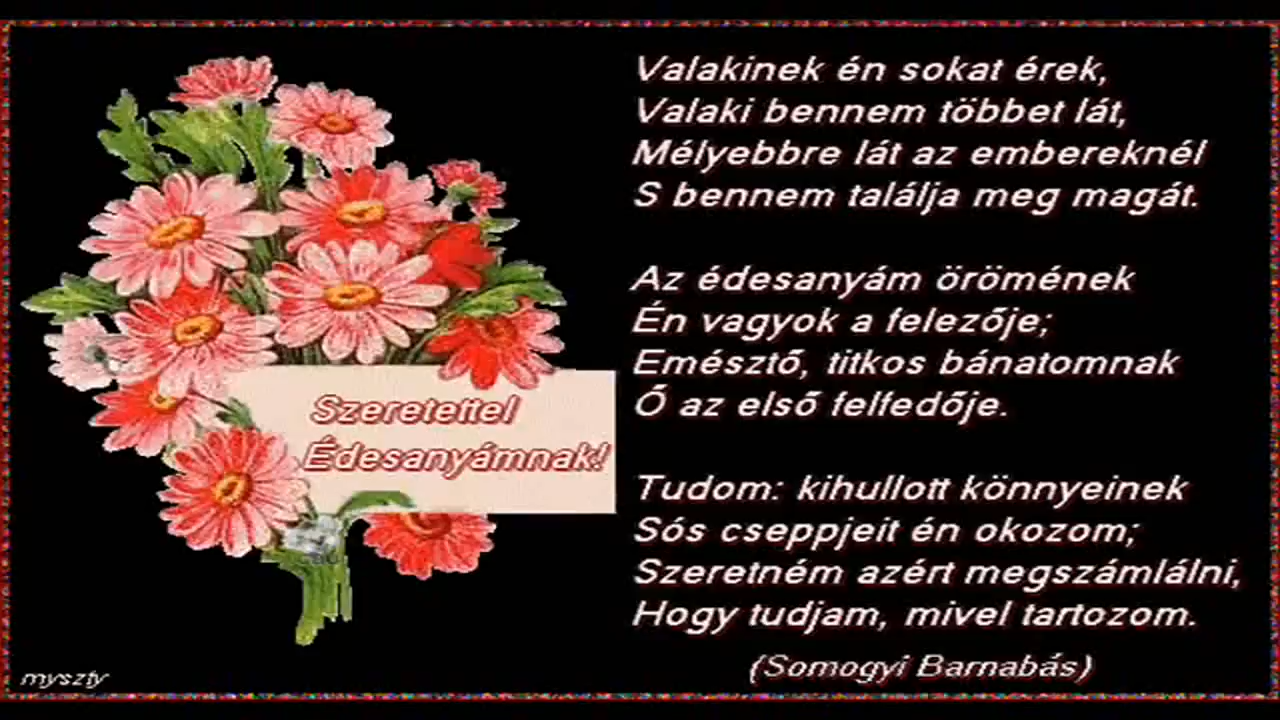 Szeretettel
Édesanyámnak!
Valakinek én sokat érek,
Valaki bennem többet lát,
Mélyebbre lát az embereknél
S bennem találja meg magát.
Az édesanyám örömének
Én vagyok a felezője;
Emésztő, titkos bánatomnak
Ő az első felfedője.
Tudom: kihullott könnyeinek
Sós cseppjeit én okozom;
Szeretném azért megszámlálni,
Hogy tudjam, mivel tartozom.
(Somogyi Barnabás)
myszty